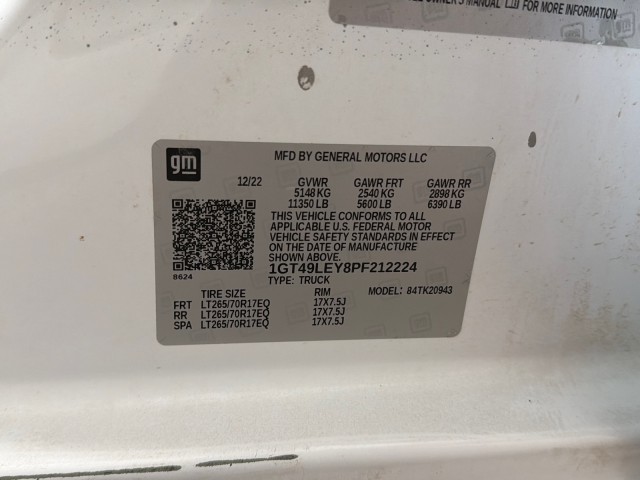 OWNER'S MANUAL FOR MORE INFORMATION
gm
MFD BY GENERAL MOTORS LLC
12/22 GVWR GAWR FRT GAWR RR
5148 KG 2540 KG 2898 KG
11350 LB 5600 LB 6390 LB
THIS VEHICLE CONFORMS TO ALL
APPLICABLE U.S. FEDERAL MOTOR
VEHICLE SAFETY STANDARDS IN EFFECT
ON THE DATE OF MANUFACTURE
SHOWN ABOVE.
8624
1GT49LEY8PF212224
TYPE: TRUCK
TIRE SIZE RIM MODEL: 84TK20943
FRT LT265/70R17EQ 17X7.5J
RR LT265/70R17EQ 17X7.5J
SPA LT265/70R17EQ 17X7.5J